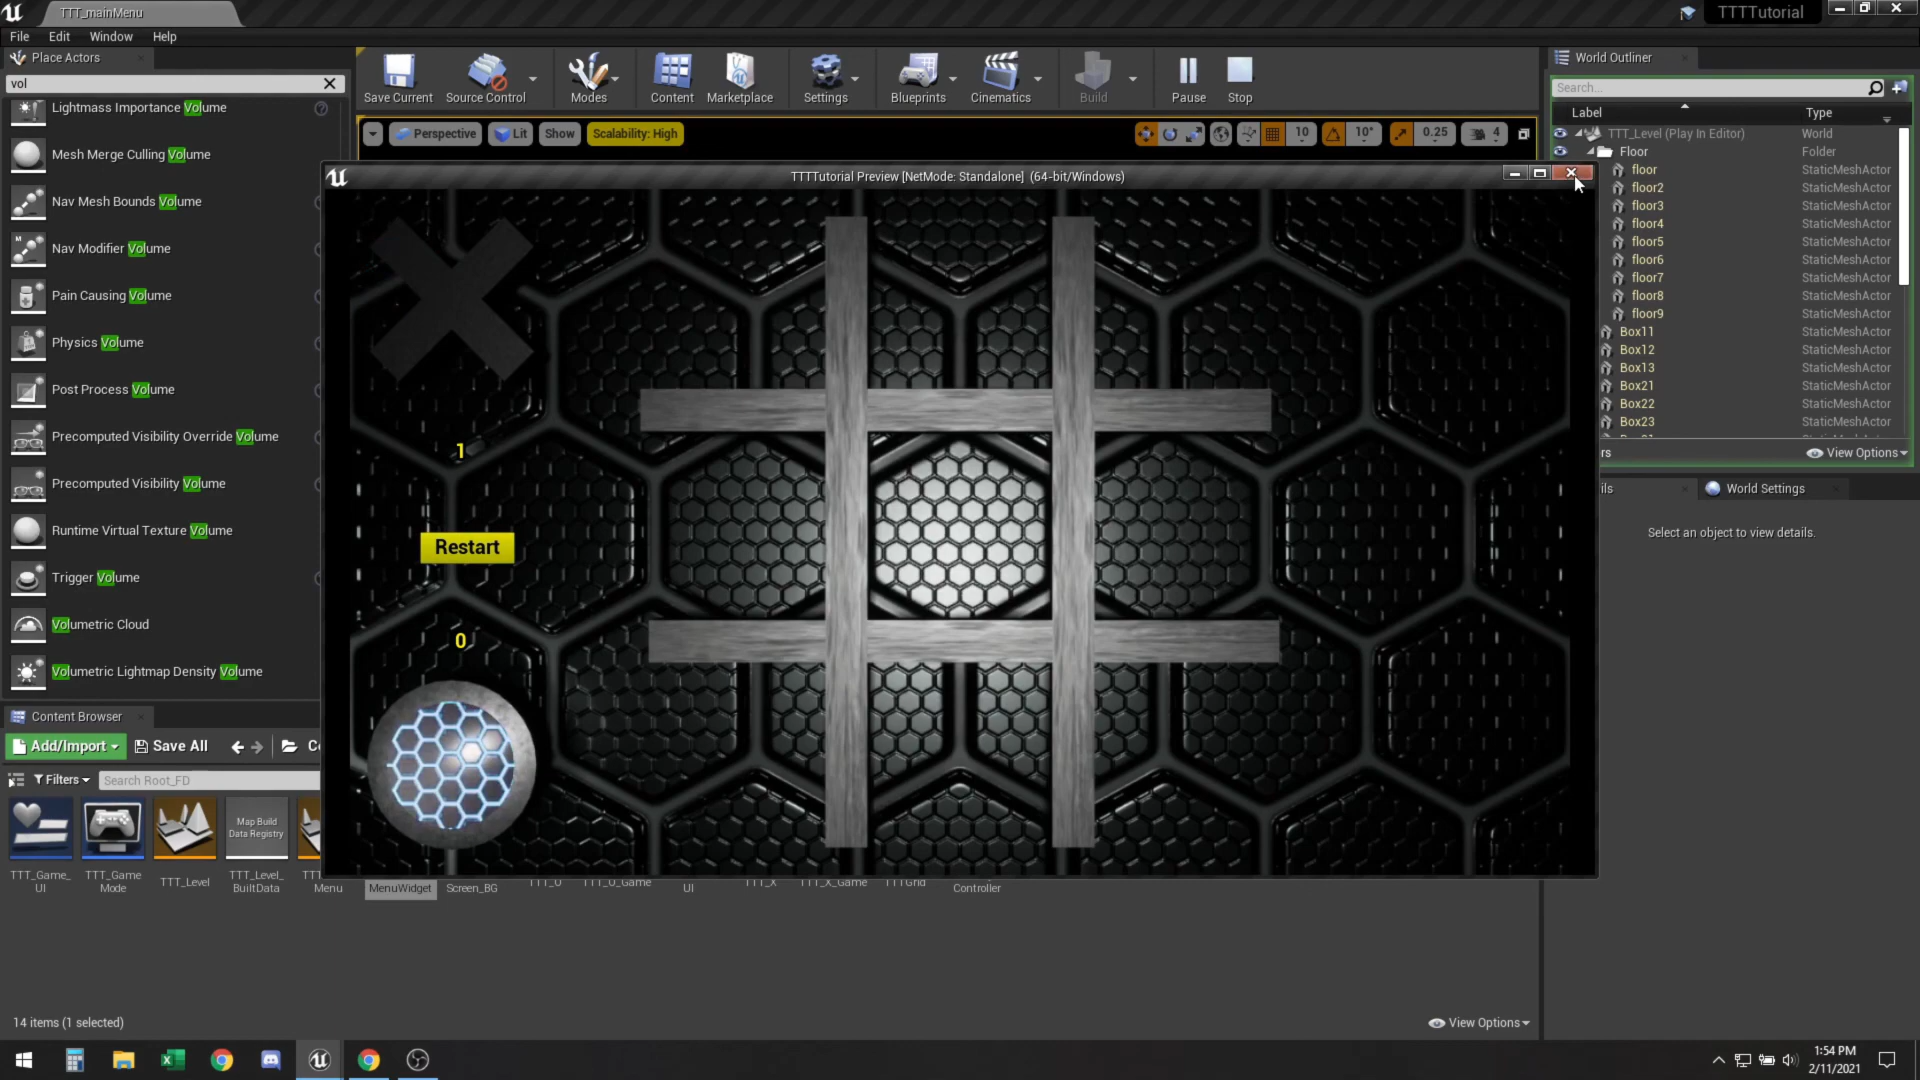 TTT_mainMenu
TTTTutorial
File Edit Window Help
Place Actors
vol
Lightmass Importance Volume
Mesh Merge Culling Volume
Nav Mesh Bounds Volume
Nav Modifier Volume
Pain Causing Volume
Physics Volume
Post Process Volume
Precomputed Visibility Override Volume
Precomputed Visibility Volume
Runtime Virtual Texture Volume
Trigger Volume
Volumetric Cloud
Volumetric Lightmap Density Volume
Save Current Source Control Modes Content Marketplace Settings Blueprints Cinematics Build Pause Stop
Perspective Lit Show Scalability: High 10 10° 0.25 4
TTTTutorial Preview [NetMode: Standalone] (64-bit/Windows)
1
Restart
0
World Outliner
Search...
Label Type
TTT_Level (Play In Editor) World
Floor Folder
floor StaticMeshActor
floor2 StaticMeshActor
floor3 StaticMeshActor
floor4 StaticMeshActor
floor5 StaticMeshActor
floor6 StaticMeshActor
floor7 StaticMeshActor
floor8 StaticMeshActor
floor9 StaticMeshActor
Box11 StaticMeshActor
Box12 StaticMeshActor
Box13 StaticMeshActor
Box21 StaticMeshActor
Box22 StaticMeshActor
Box23 StaticMeshActor
rs View Options
ils World Settings
Select an object to view details.
Content Browser
Add/Import Save All
Filters Search Root_FD
Map Build
Data Registry
TTT_Game_
UI
TTT_Game
Mode
TTT_Level
TTT_Level_
BuiltData
Menu
MenuWidget
Screen_BG
UI
TTT_X
TTT_X_Game
Controller
14 items (1 selected)
View Options
1:54 PM
2/11/2021